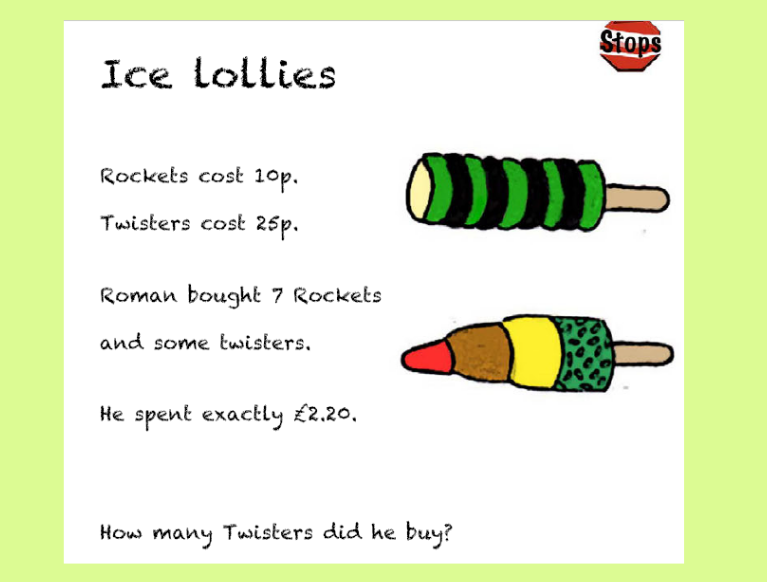 Stops
Ice lollies
Rockets cost 10p.
Twisters cost 25p.
Roman bought 7 Rockets
and some twisters.
He spent exactly £2.20.
How many Twisters did he buy?